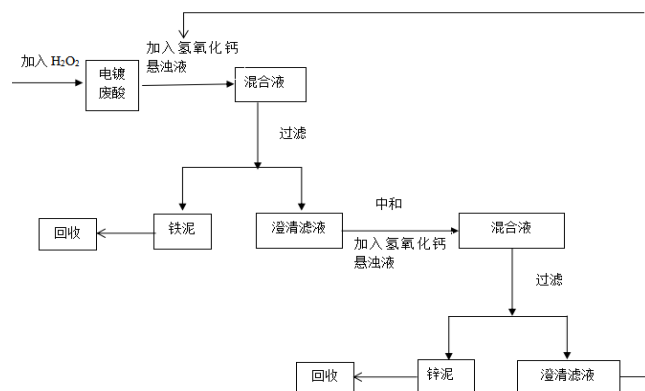 加入氢氧化钙
悬浊液
加入 H₂O₂
电镀
废酸
混合液
过滤
中和
回收
铁泥
澄清滤液
加入氢氧化钙
悬浊液
混合液
过滤
回收
锌泥
澄清滤液